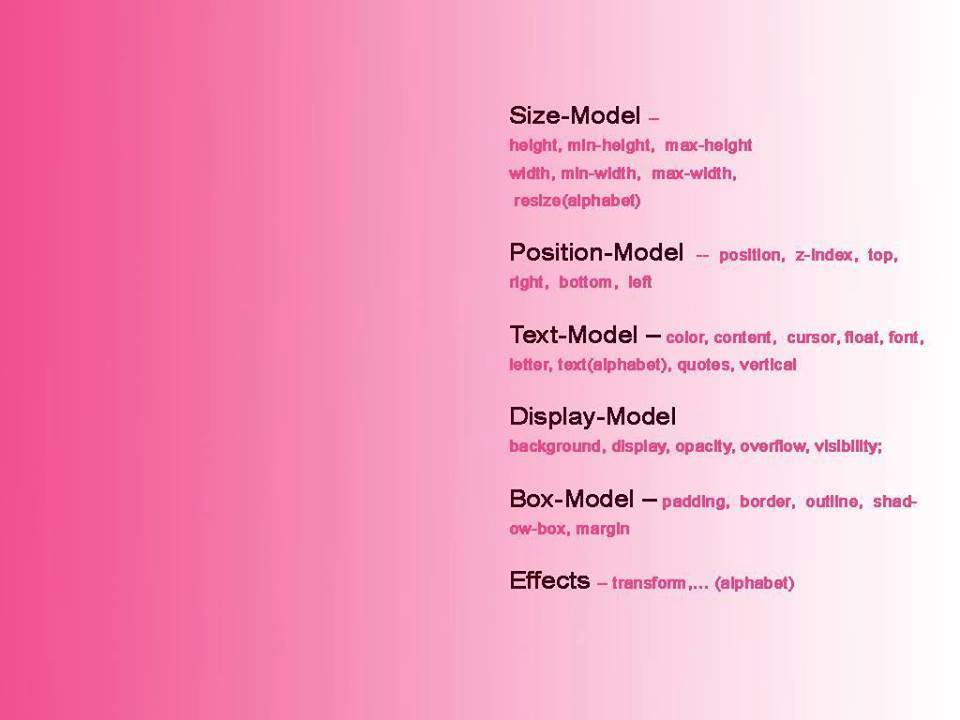 Size-Model –
height, min-height, max-height
width, min-width, max-width,
resize(alphabet)
Position-Model -- position, z-index, top,
right, bottom, left
Text-Model – color, content, cursor, float, font,
letter, text(alphabet), quotes, vertical
Display-Model
background, display, opacity, overflow, visibility;
Box-Model – padding, border, outline, shad-
ow-box, margin
Effects – transform,... (alphabet)